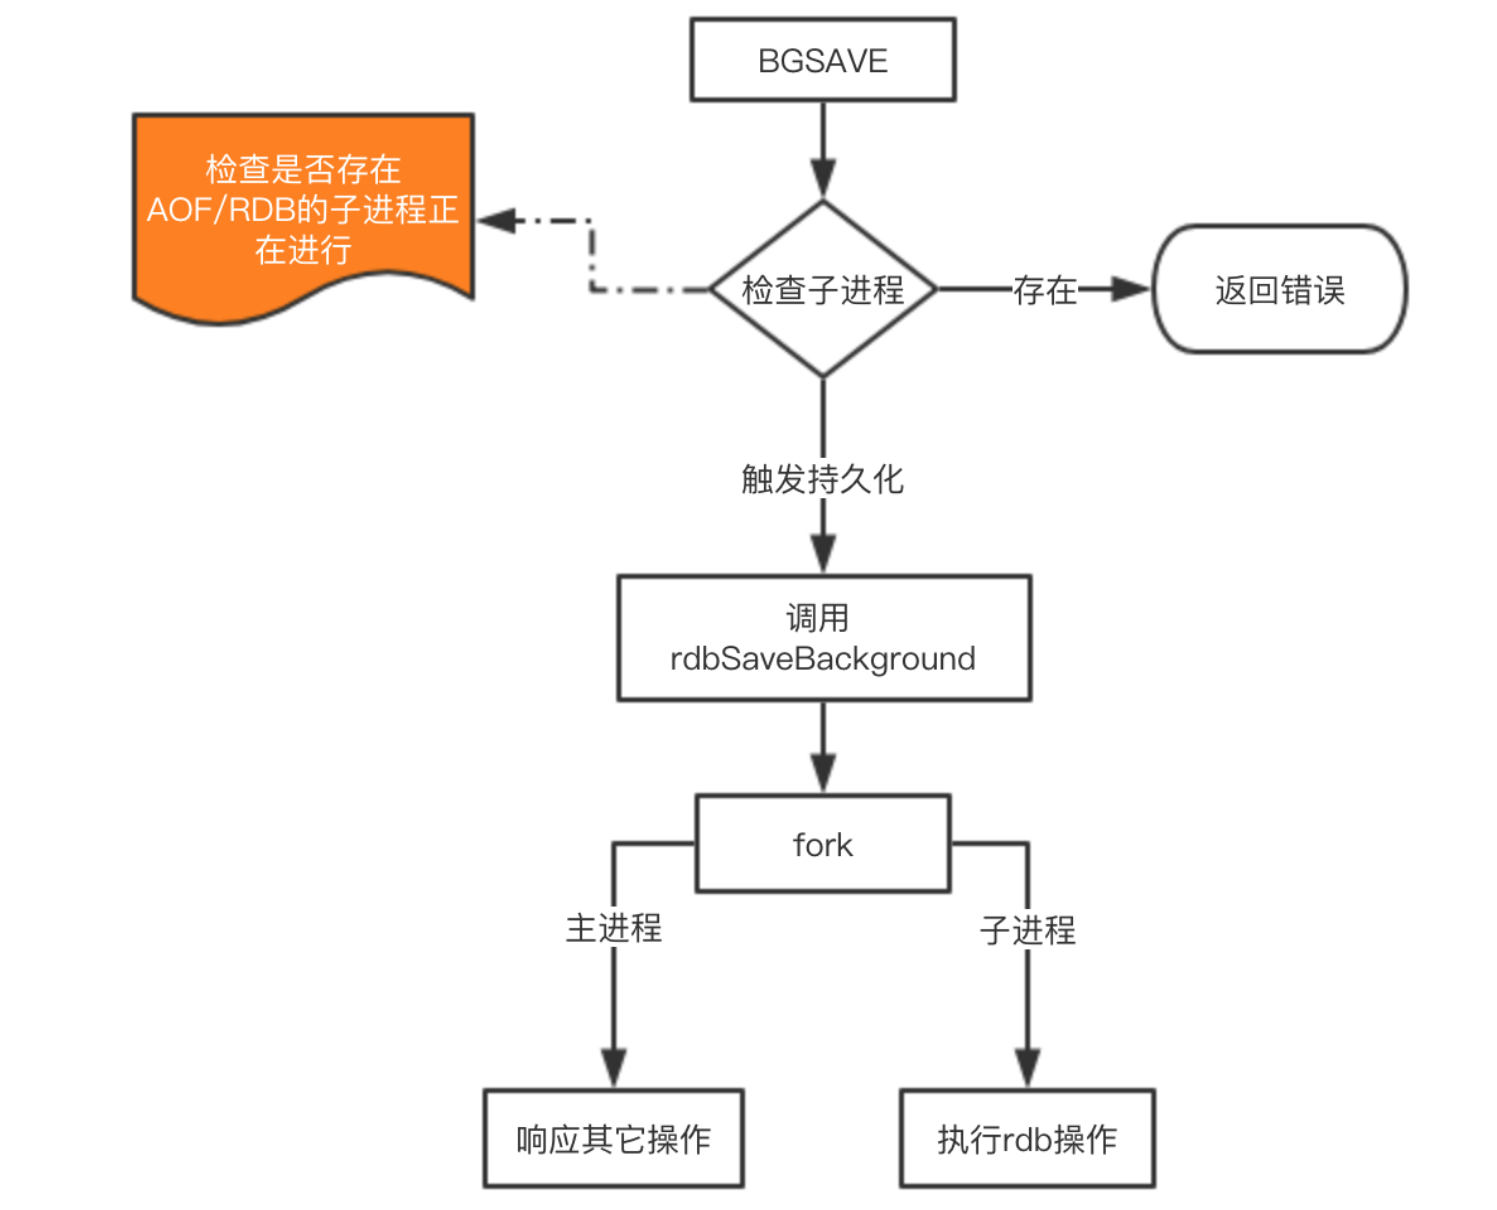 BGSAVE
检查是否存在
AOF/RDB的子进程正
在进行
检查子进程
存在
返回错误
触发持久化
调用
rdbSaveBackground
fork
主进程
子进程
响应其它操作
执行rdb操作